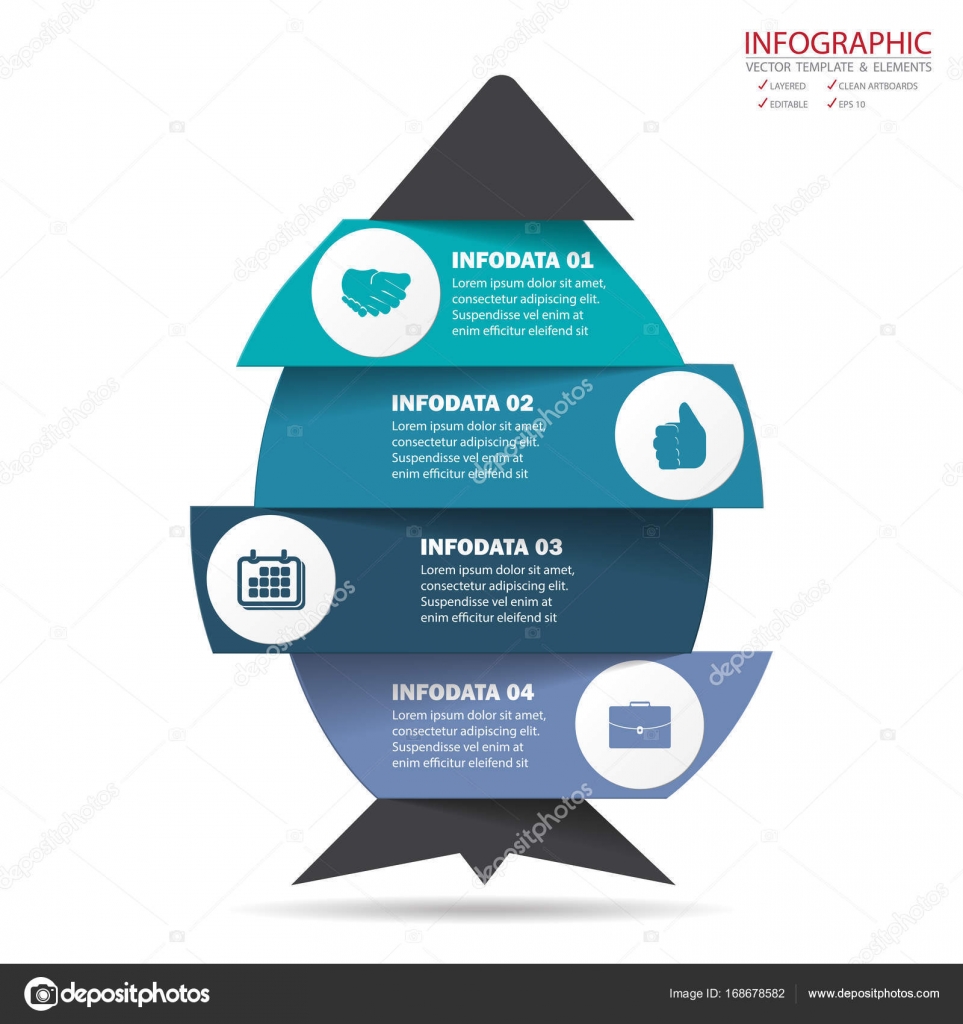 INFOGRAPHIC
VECTOR TEMPLATE & ELEMENTS
LAYERED CLEAN ARTBOARDS
EDITABLE EPS 10
INFODATA 01
Lorem ipsum dolor sit amet,
consectetur adipiscing elit.
Suspendisse vel enim at
enim efficitur eleifend sit
INFODATA 02
Lorem ipsum dolor sit amet,
consectetur adipiscing elit.
Suspendisse vel enim at
enim efficitur eleifend sit
INFODATA 03
Lorem ipsum dolor sit amet,
consectetur adipiscing elit.
Suspendisse vel enim at
enim efficitur eleifend sit
INFODATA 04
Lorem ipsum dolor sit amet,
consectetur adipiscing elit.
Suspendisse vel enim at
enim efficitur eleifend sit
depositphotos
Image ID: 168678582 www.depositphotos.com